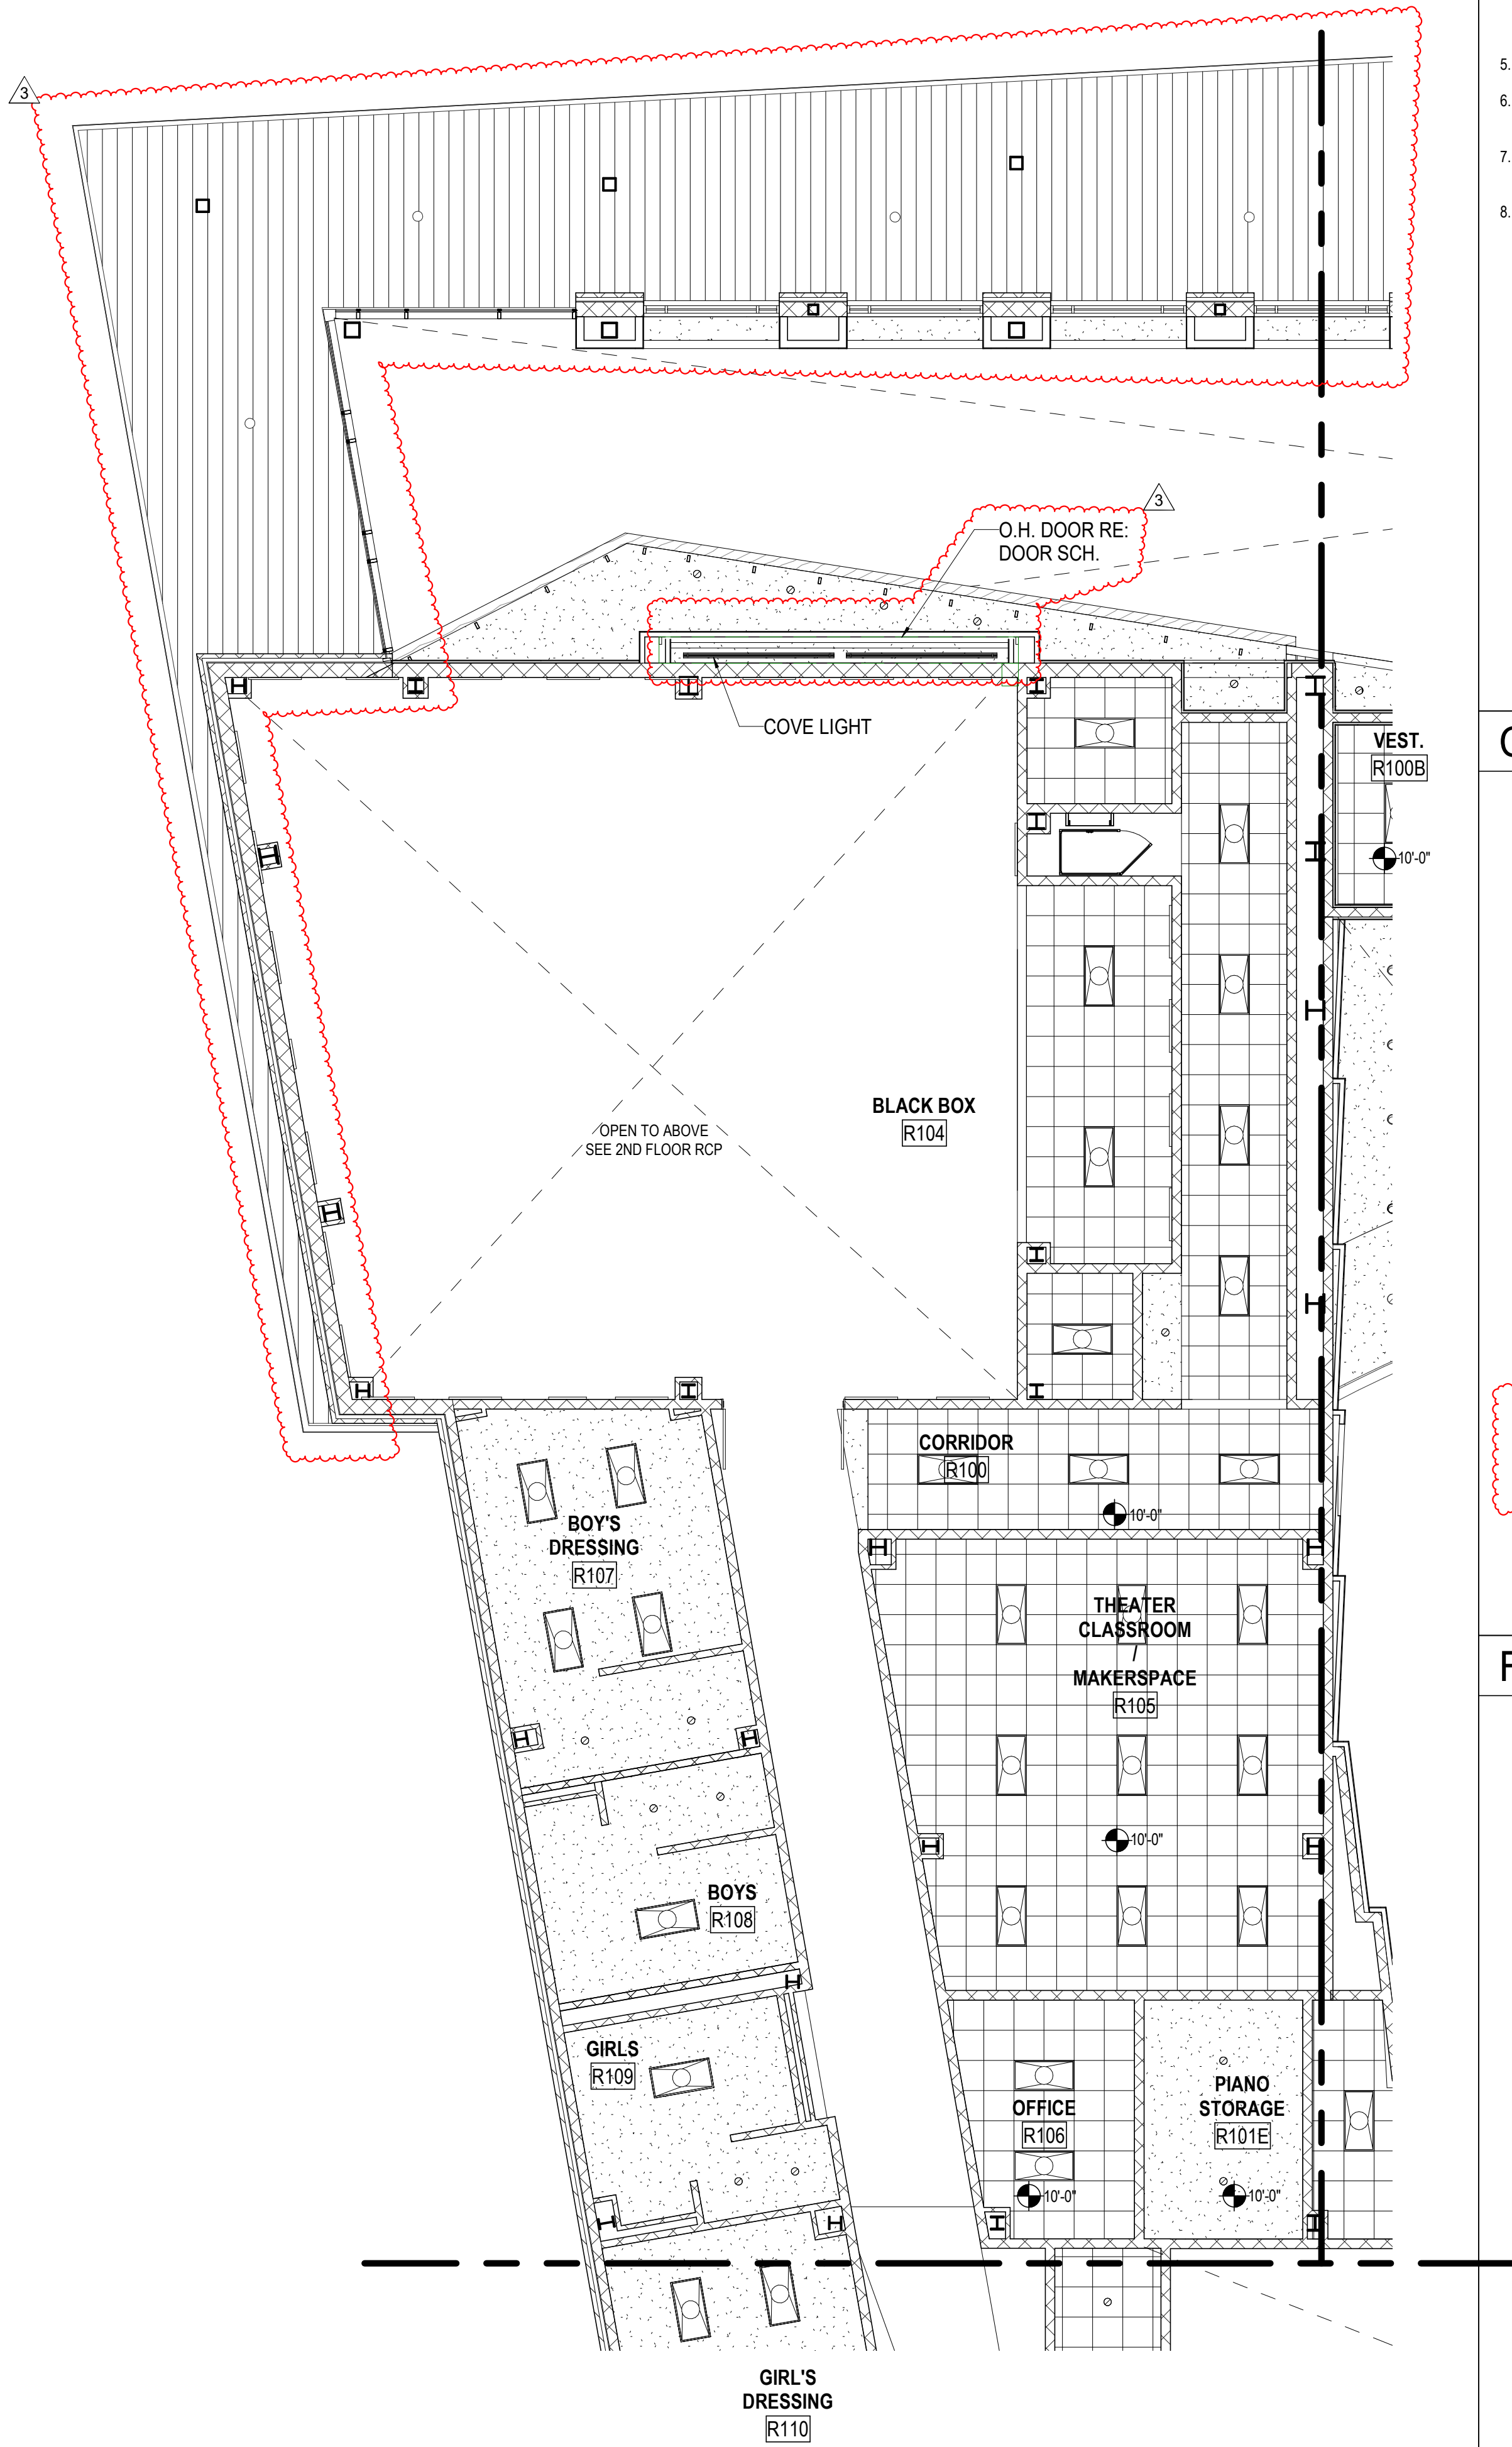 5.
6.
7.
8.
3
3
O.H. DOOR RE:
DOOR SCH.
COVE LIGHT
VEST.
R100B
10'-0"
BLACK BOX
R104
OPEN TO ABOVE
SEE 2ND FLOOR RCP
CORRIDOR
R100
10'-0"
BOY'S
DRESSING
R107
THEATER
CLASSROOM
/
MAKERSPACE
R105
10'-0"
BOYS
R108
GIRLS
R109
OFFICE
R106
10'-0"
PIANO
STORAGE
R101E
10'-0"
GIRL'S
DRESSING
R110